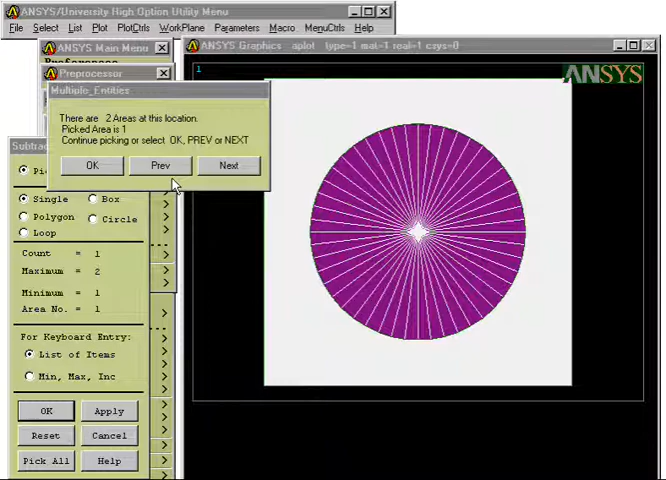 ANSYS/University High Option Utility Menu
File Select List Plot PlotCtrls WorkPlane Parameters Macro MenuCtrls Help
ANSYS Main Menu
ANSYS Graphics aplot type=1 mat=1 real=1 csys=0
Preprocessor
1
ANSYS
Multiple_Entities
There are 2 Areas at this location.
Picked Area is 1
Continue picking or select OK, PREV or NEXT
OK Prev Next
Single Box
Polygon Circle
Loop
Count = 1
Maximum = 2
Minimum = 1
Area No. = 1
For Keyboard Entry:
List of Items
Min, Max, Inc
OK Apply
Reset Cancel
Pick All Help